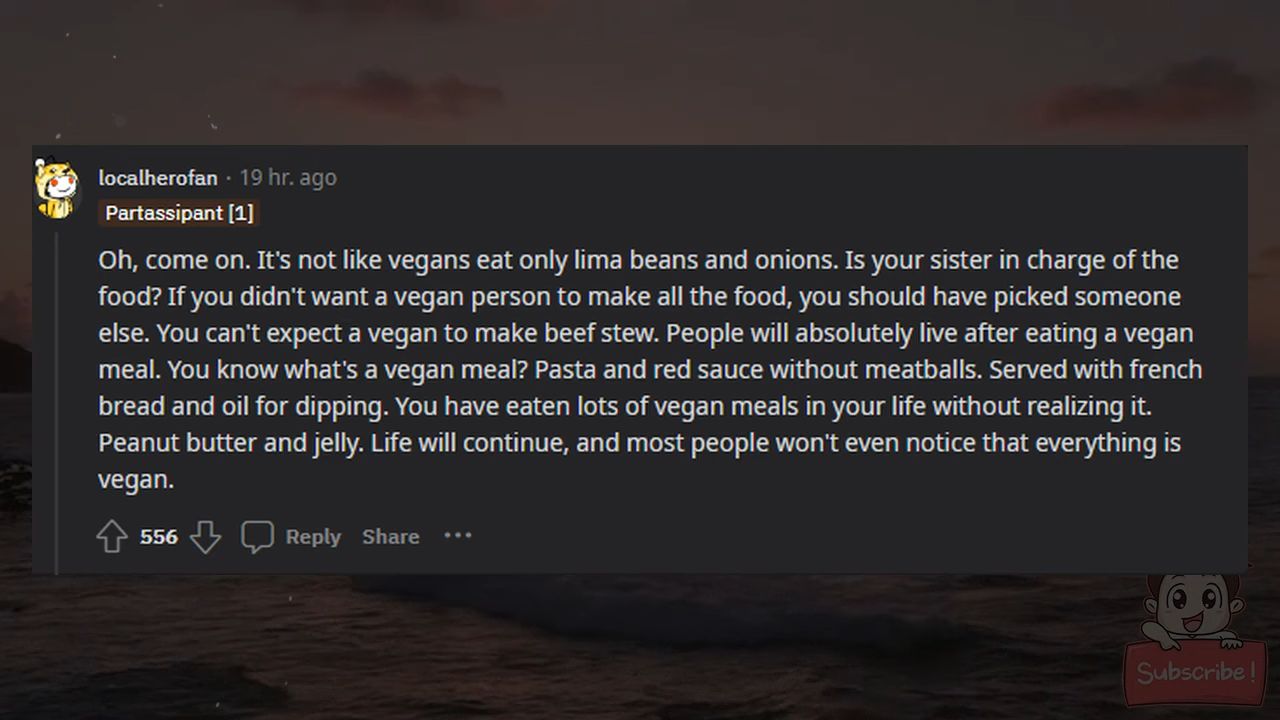 localherofan · 19 hr. ago
Partassipant [1]
Oh, come on. It's not like vegans eat only lima beans and onions. Is your sister in charge of the
food? If you didn't want a vegan person to make all the food, you should have picked someone
else. You can't expect a vegan to make beef stew. People will absolutely live after eating a vegan
meal. You know what's a vegan meal? Pasta and red sauce without meatballs. Served with french
bread and oil for dipping. You have eaten lots of vegan meals in your life without realizing it.
Peanut butter and jelly. Life will continue, and most people won't even notice that everything is
vegan.
556 Reply Share ···
Subscribe!